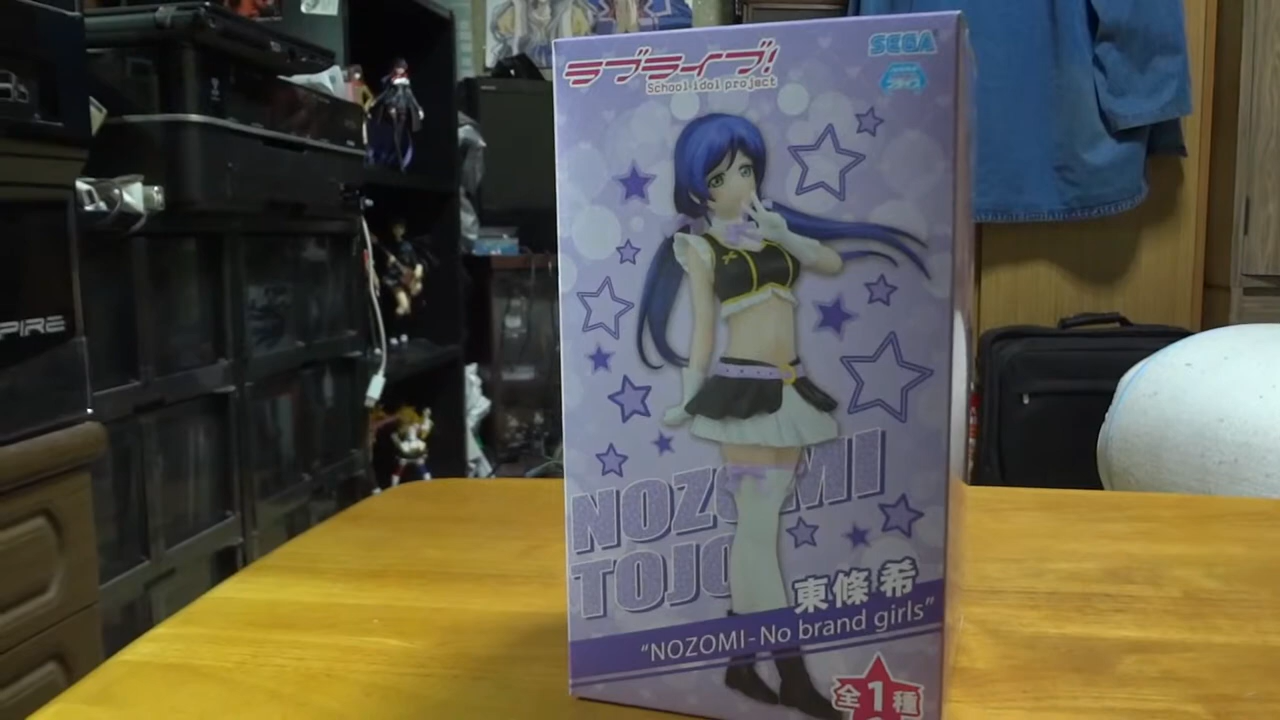 ラブライブ!
School idol project
SEGA
PIRE
NOZOMI
TOJO
東條 希
"NOZOMI-No brand girls"
全1種